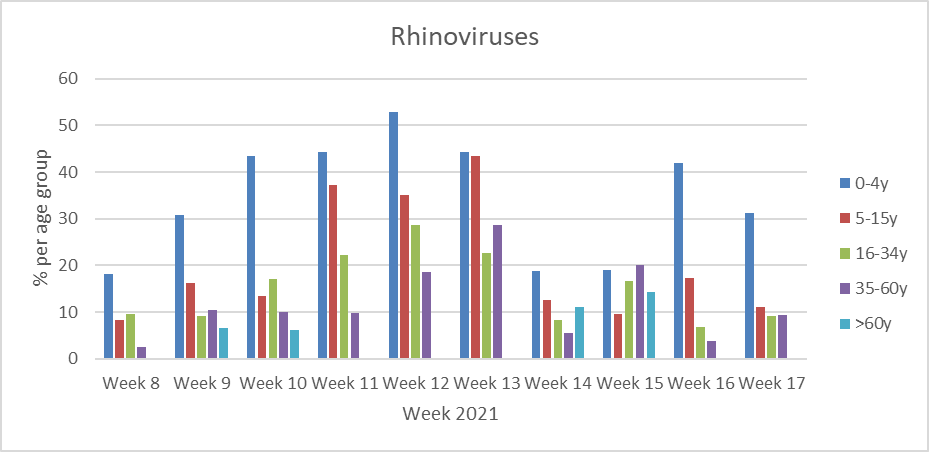 Rhinoviruses
60
50
40
30
20
10
0
% per age group
Week 8 Week 9 Week 10 Week 11 Week 12 Week 13 Week 14 Week 15 Week 16 Week 17
Week 2021
0-4y
5-15y
16-34y
35-60y
>60y